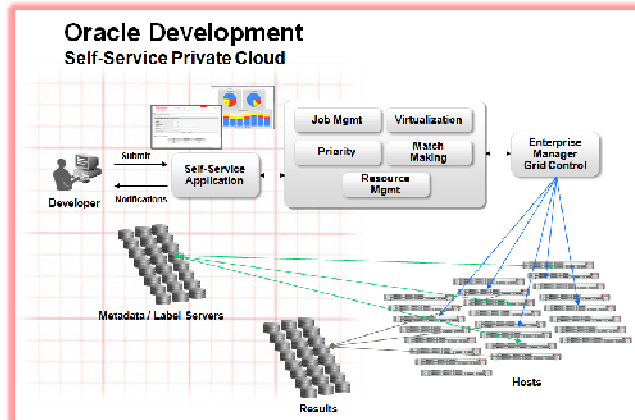 Oracle Development
Self-Service Private Cloud
Job Mgmt
Virtualization
Priority
Match
Making
Resource
Mgmt
Enterprise
Manager
Grid Control
Submit
Self-Service
Application
Developer
Notifications
Metadata / Label Servers
Hosts
Results